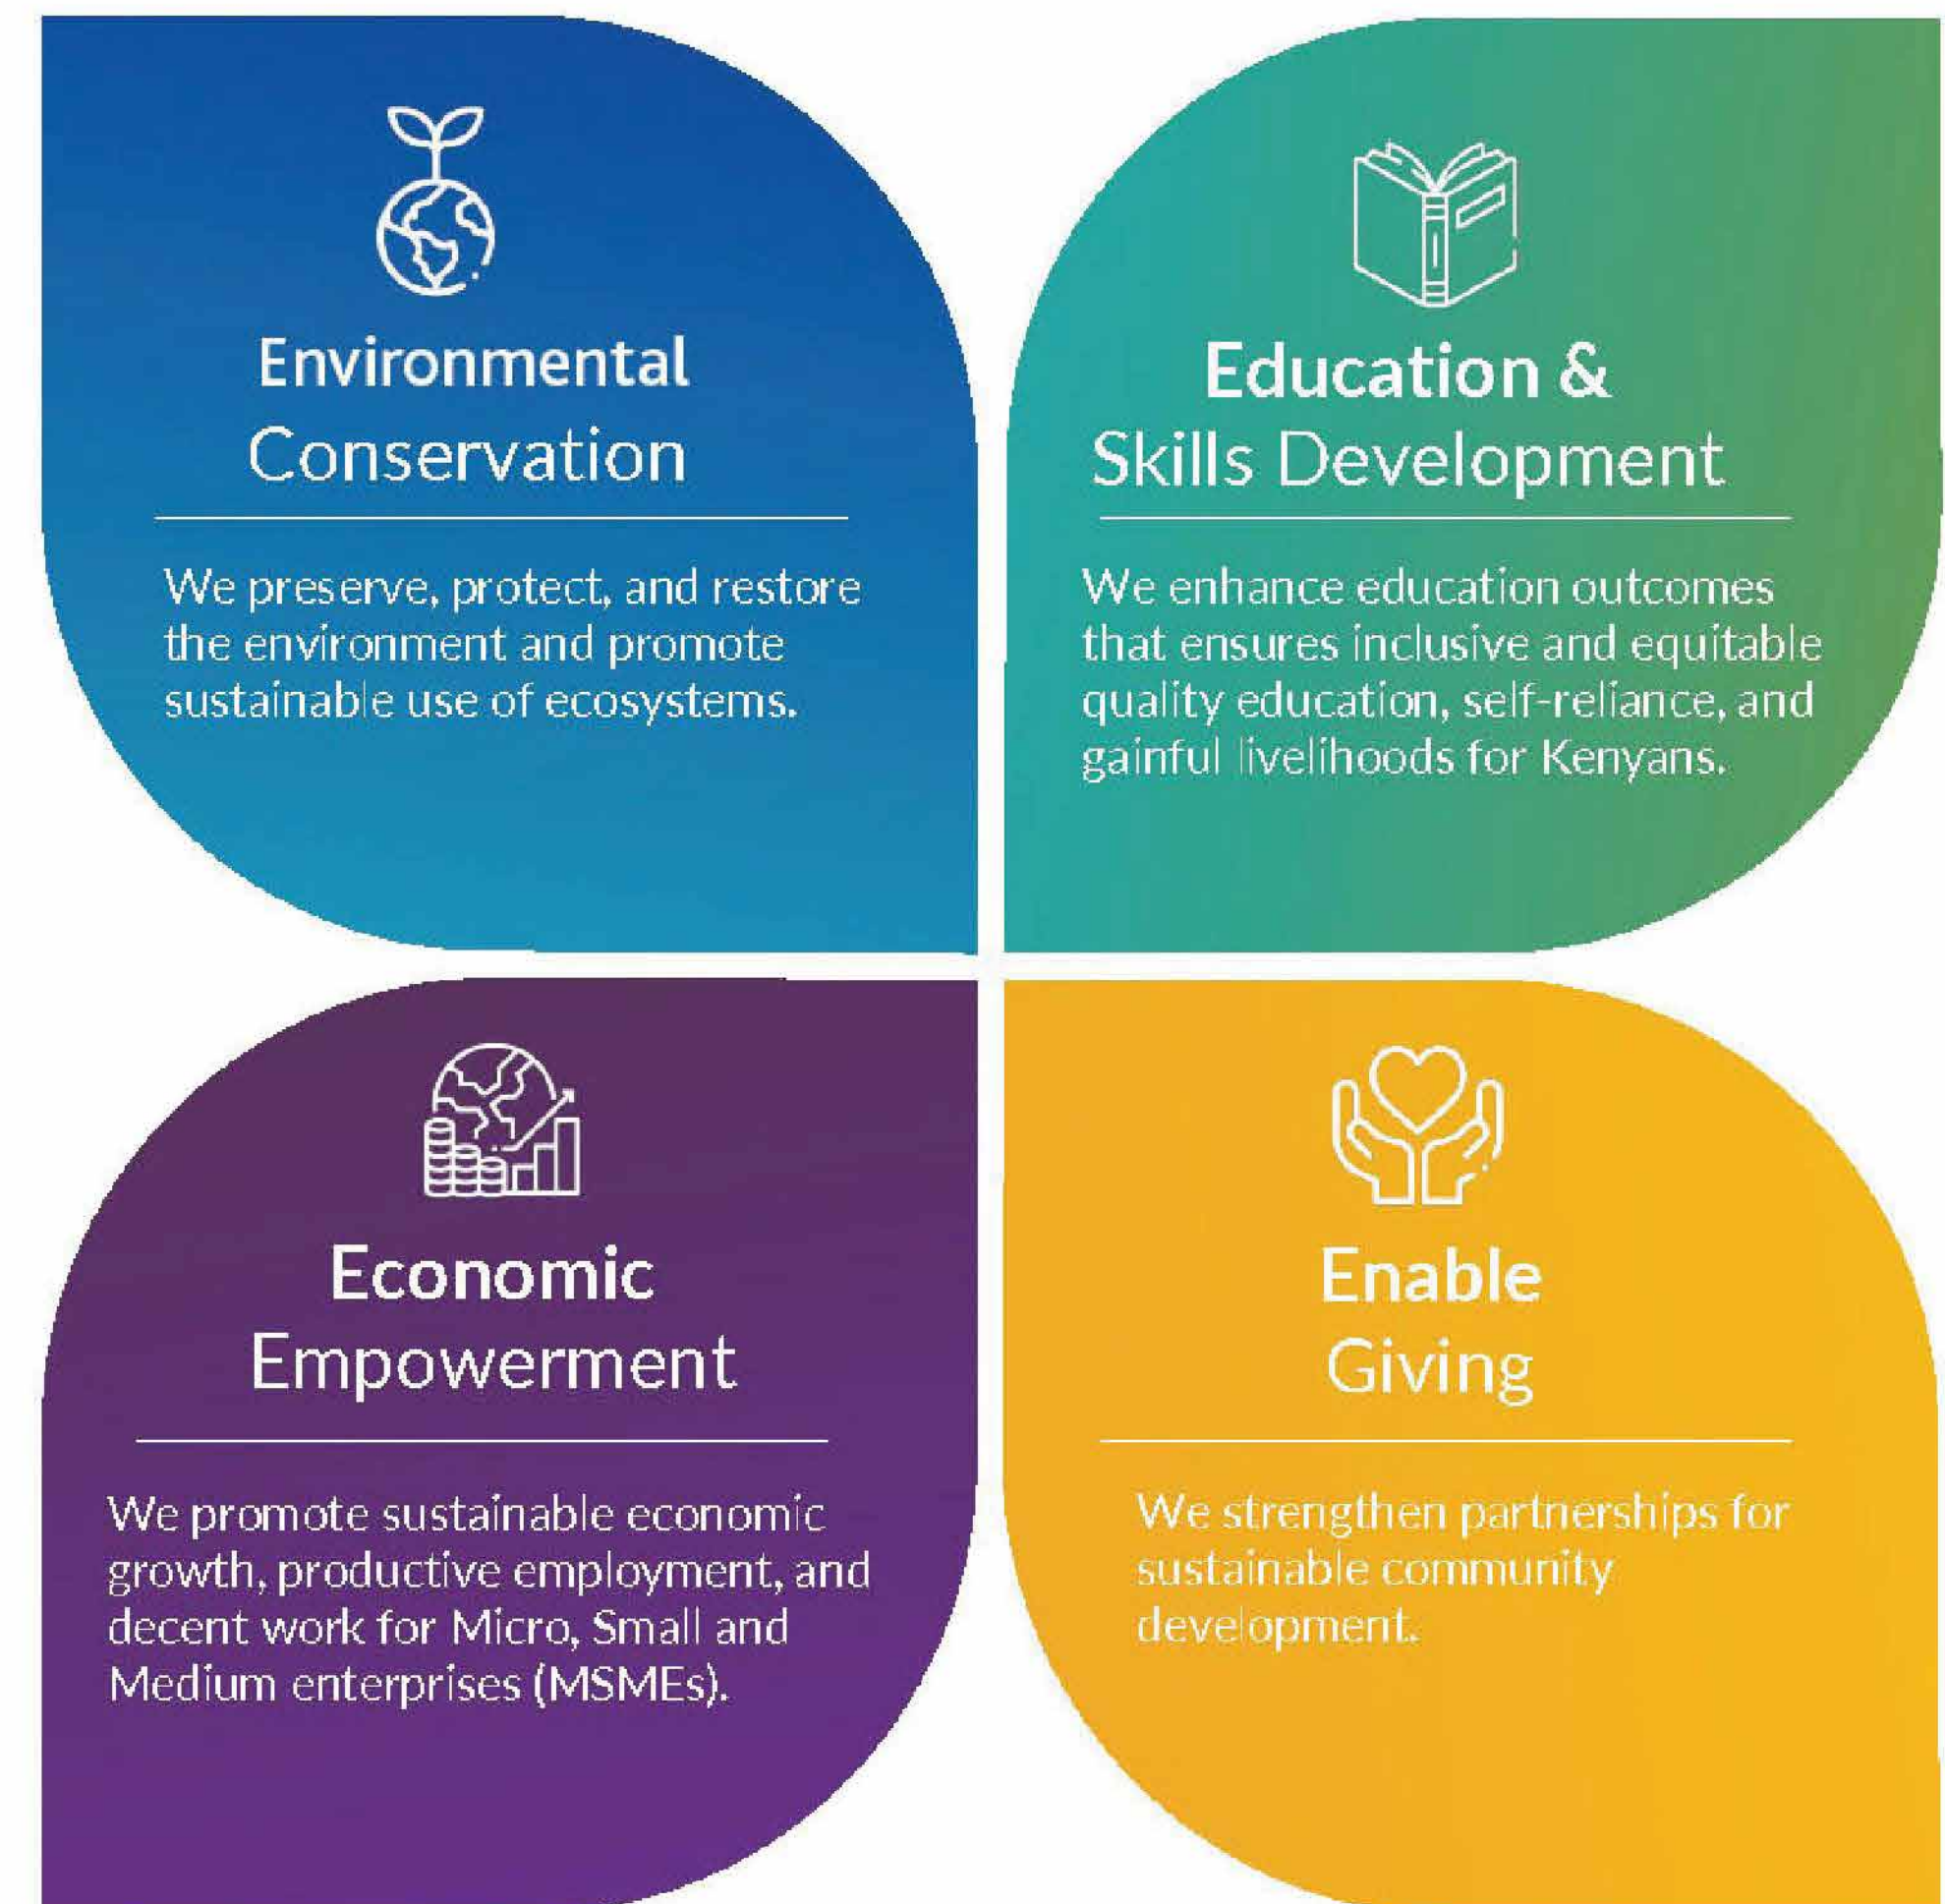 Environmental
Conservation
We preserve, protect, and restore
the environment and promote
sustainable use of ecosystems.
Education &
Skills Development
We enhance education outcomes
that ensures inclusive and equitable
quality education, self-reliance, and
gainful livelihoods for Kenyans.
Economic
Empowerment
We promote sustainable economic
growth, productive employment, and
decent work for Micro, Small and
Medium enterprises (MSMEs).
Enable
Giving
We strengthen partnerships for
sustainable community
development.